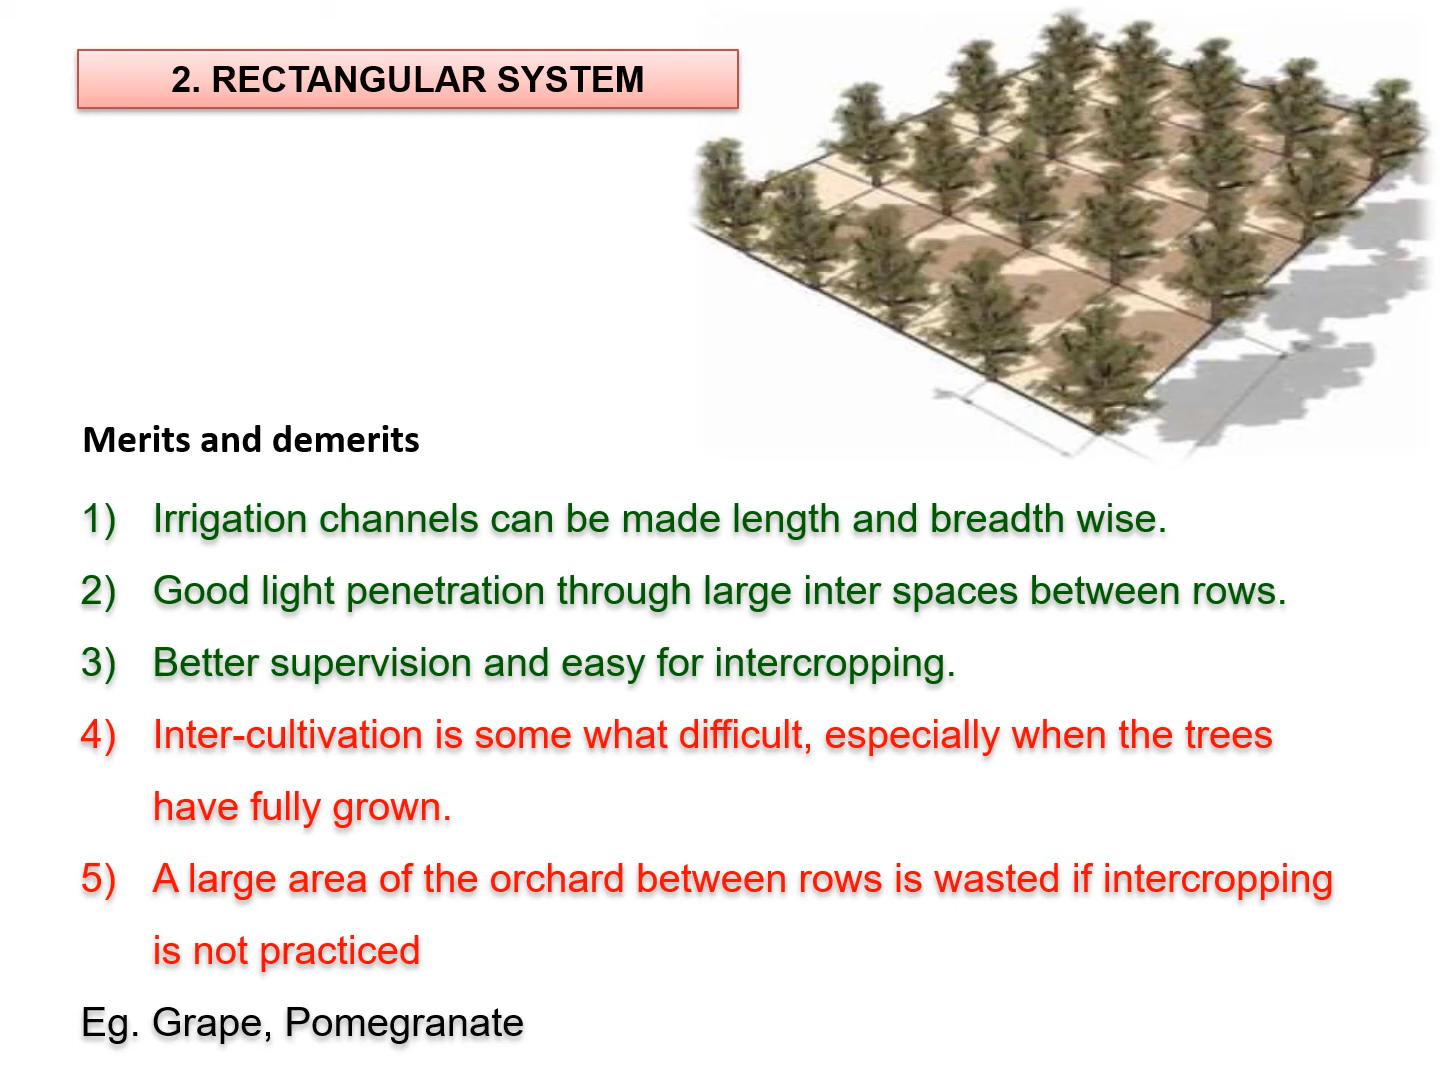 2. RECTANGULAR SYSTEM
Merits and demerits
1) Irrigation channels can be made length and breadth wise.
2) Good light penetration through large inter spaces between rows.
3) Better supervision and easy for intercropping.
4) Inter-cultivation is some what difficult, especially when the trees
have fully grown.
5) A large area of the orchard between rows is wasted if intercropping
is not practiced
Eg. Grape, Pomegranate